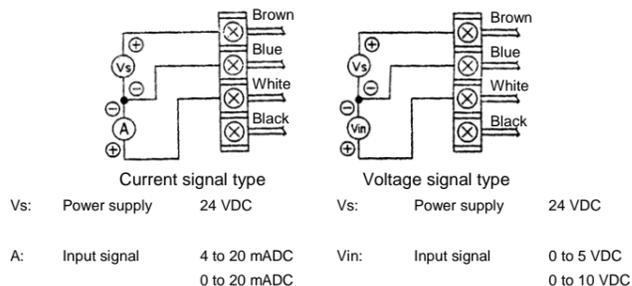 Brown
Blue
White
Black
Vs
A
Current signal type
Brown
Blue
White
Black
Vs
Vin
Voltage signal type
Vs: Power supply 24 VDC
A: Input signal 4 to 20 mADC
0 to 20 mADC
Vs: Power supply 24 VDC
Vin: Input signal 0 to 5 VDC
0 to 10 VDC